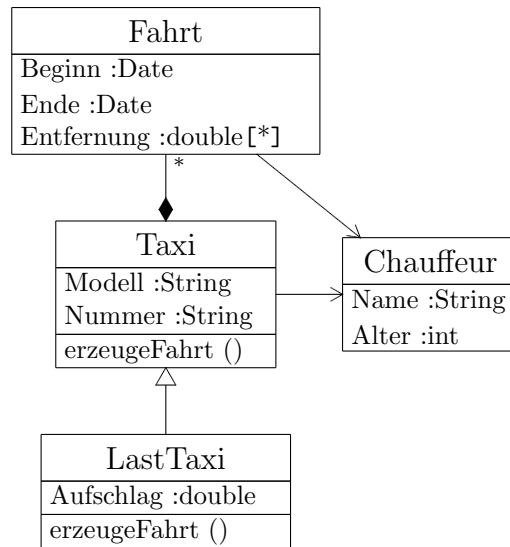 Fahrt
Beginn :Date
Ende :Date
Entfernung :double[*]
*
Taxi
Modell :String
Nummer :String
erzeugeFahrt ()
Chauffeur
Name :String
Alter :int
LastTaxi
Aufschlag :double
erzeugeFahrt ()